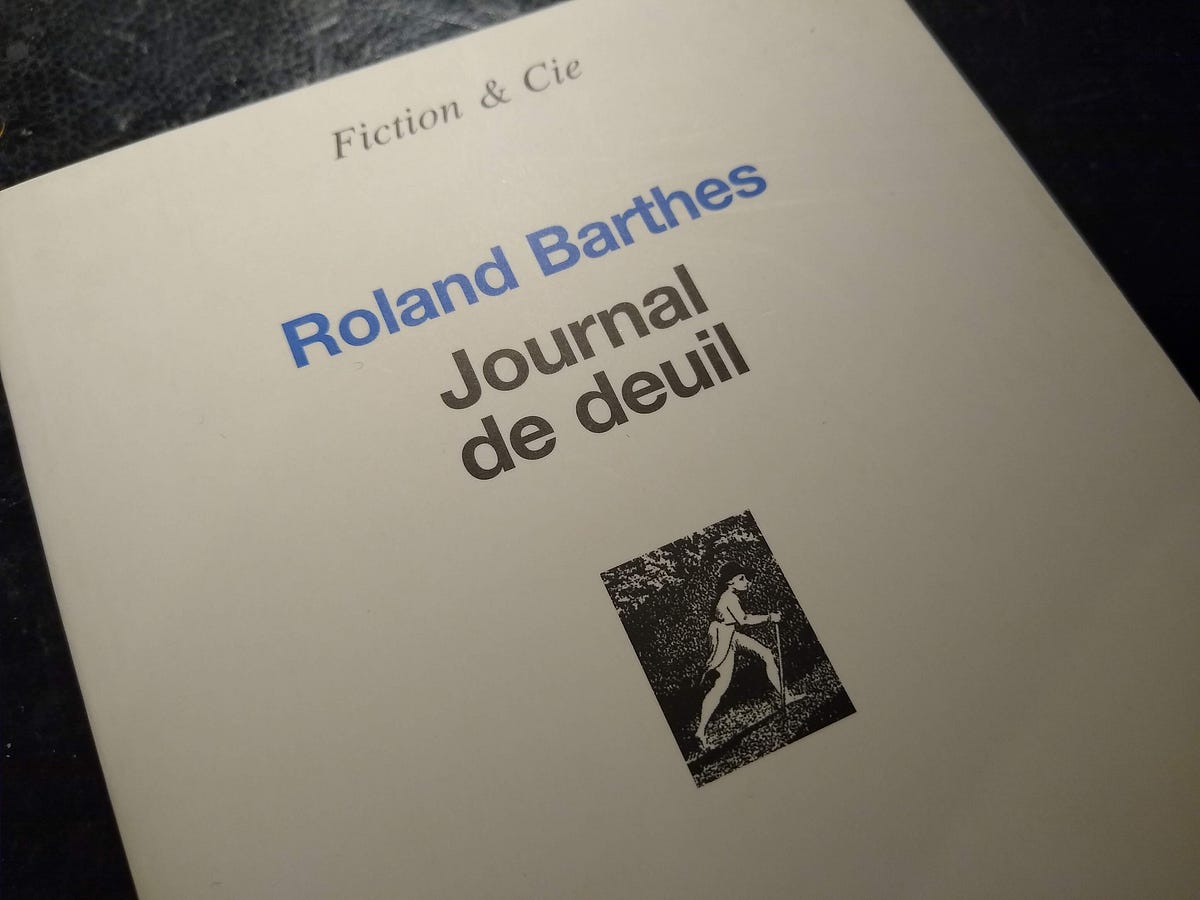 Fiction & Cie
Roland Barthes
Journal
de deuil